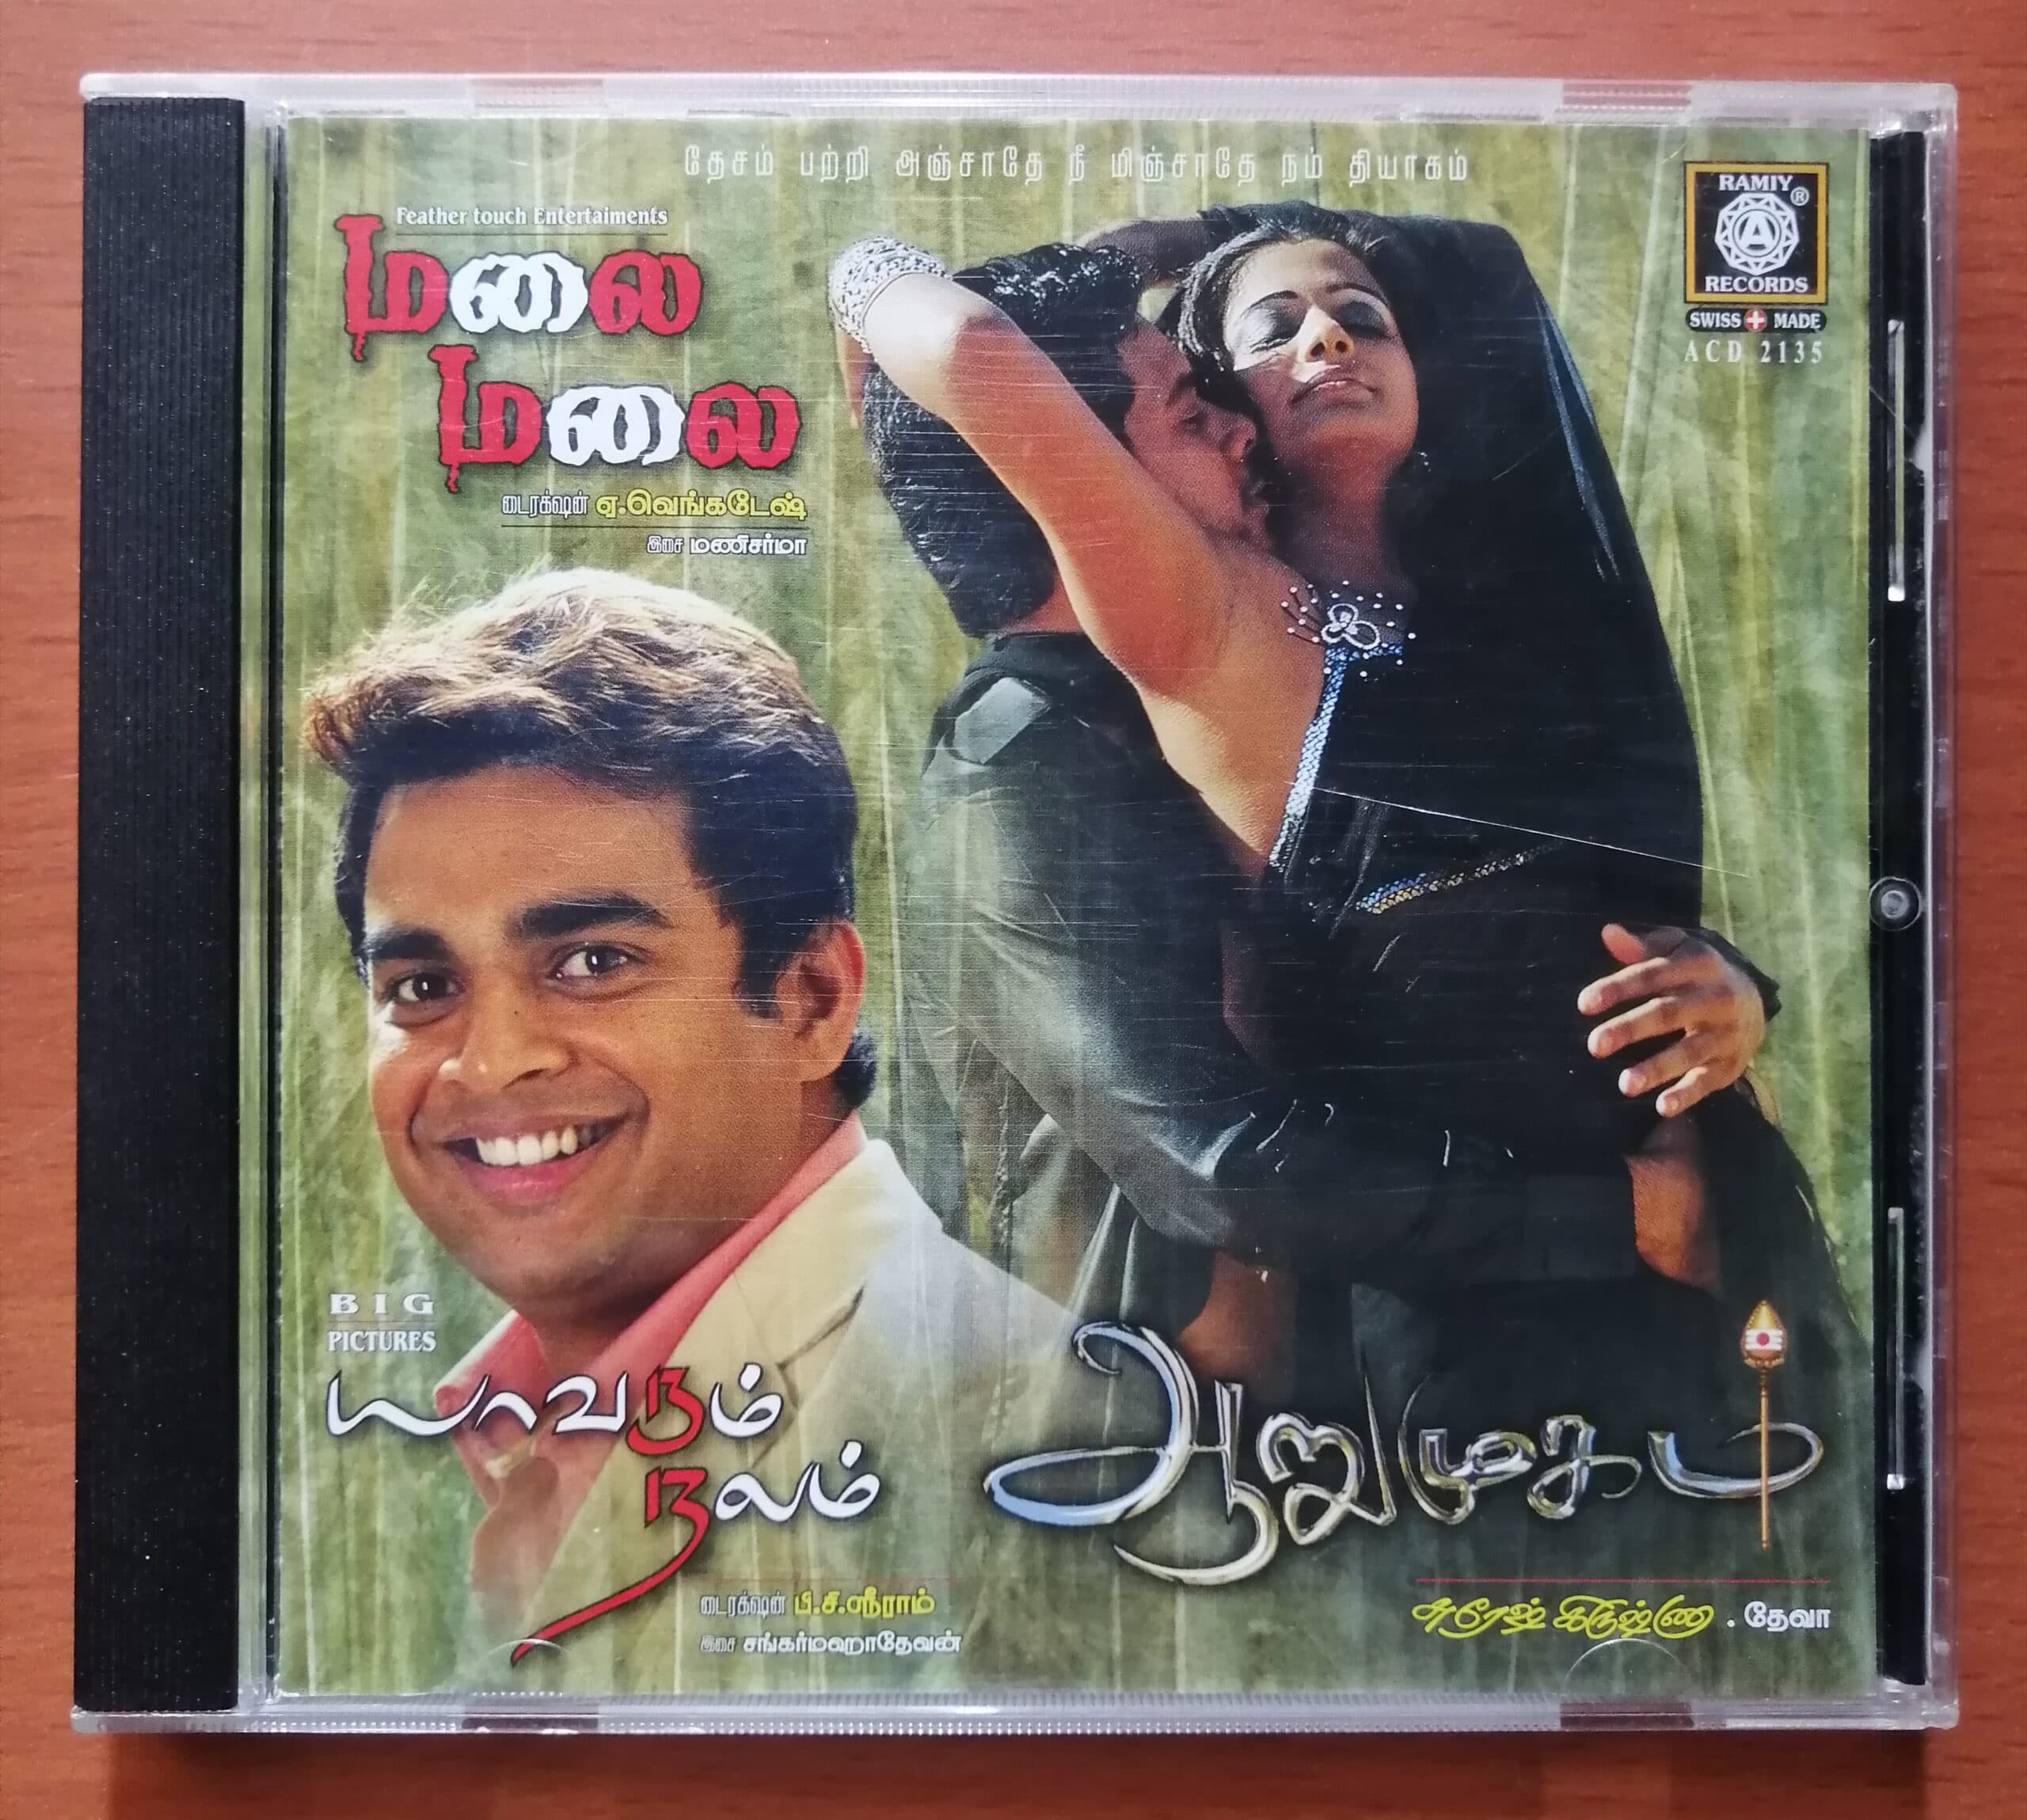 தேசம் பற்றி அஞ்சாதே நீ மிஞ்சாதே நம் தியாகம்
RAMIY ®
A
RECORDS
SWISS MADE
ACD 2135
Feather touch Entertaiments
மலை
மலை
டைரக்‌ஷன் ஏ.வெங்கடேஷ்
இசை மணிசர்மா
BIG
PICTURES
யாவரும்
நலம்
டைரக்‌ஷன் பி.சி.ஸ்ரீராம்
இசை சங்கர்மஹாதேவன்
ஆறுமுகம்
சுரேஷ் கிருஷ்ணா . தேவா